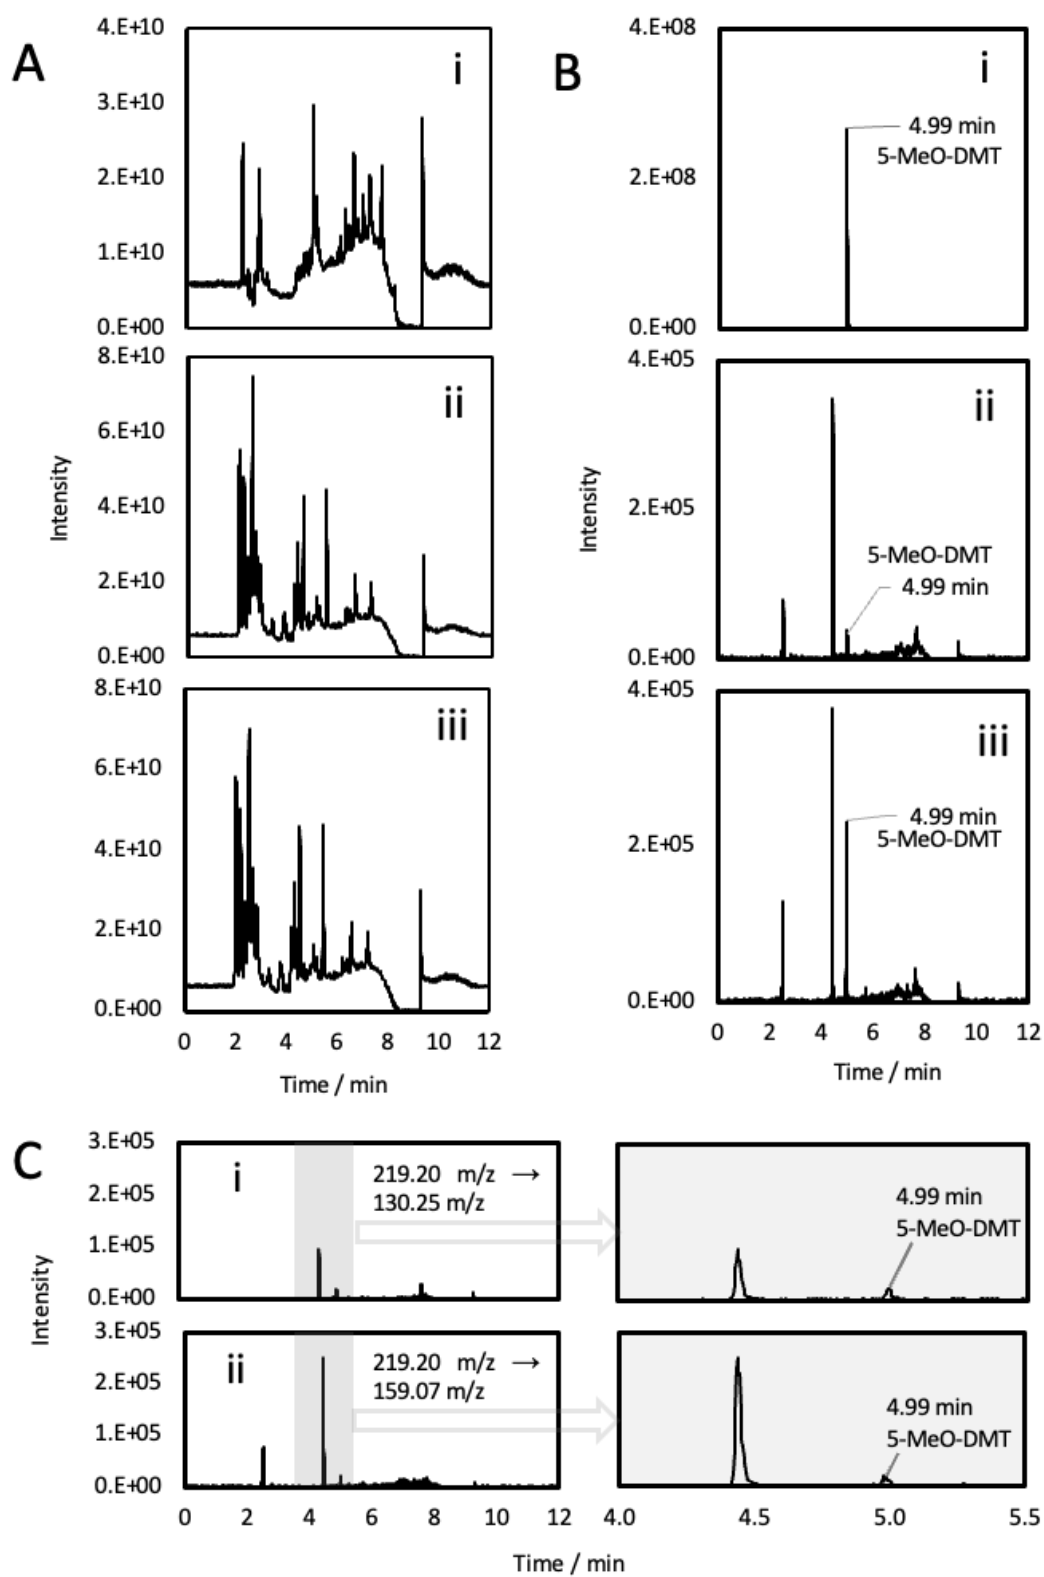 A
4.E+10
3.E+10
2.E+10
1.E+10
0.E+00
i
8.E+10
6.E+10
4.E+10
2.E+10
0.E+00
ii
Intensity
8.E+10
6.E+10
4.E+10
2.E+10
0.E+00
iii
0 2 4 6 8 10 12
Time / min
B
4.E+08
2.E+08
0.E+00
i
4.99 min
5-MeO-DMT
4.E+05
2.E+05
0.E+00
ii
5-MeO-DMT
4.99 min
Intensity
4.E+05
2.E+05
0.E+00
iii
4.99 min
5-MeO-DMT
0 2 4 6 8 10 12
Time / min
C
3.E+05
2.E+05
1.E+05
0.E+00
i
219.20 m/z →
130.25 m/z
4.99 min
5-MeO-DMT
Intensity
3.E+05
2.E+05
1.E+05
0.E+00
ii
219.20 m/z →
159.07 m/z
4.99 min
5-MeO-DMT
0 2 4 6 8 10 12
4.0 4.5 5.0 5.5
Time / min